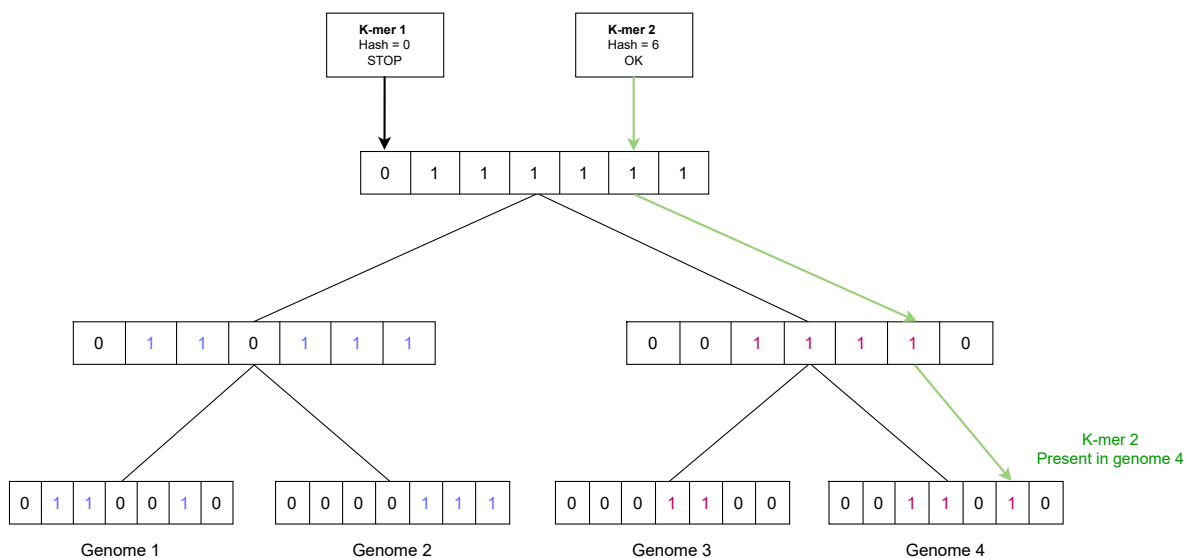 K-mer 1
Hash = 0
STOP
K-mer 2
Hash = 6
OK
0 1 1 1 1 1 1
0 1 1 0 1 1 1
0 0 1 1 1 1 0
K-mer 2
Present in genome 4
0 1 1 0 0 1 0
0 0 0 0 1 1 1
0 0 0 1 1 0 0
0 0 1 1 0 1 0
Genome 1
Genome 2
Genome 3
Genome 4